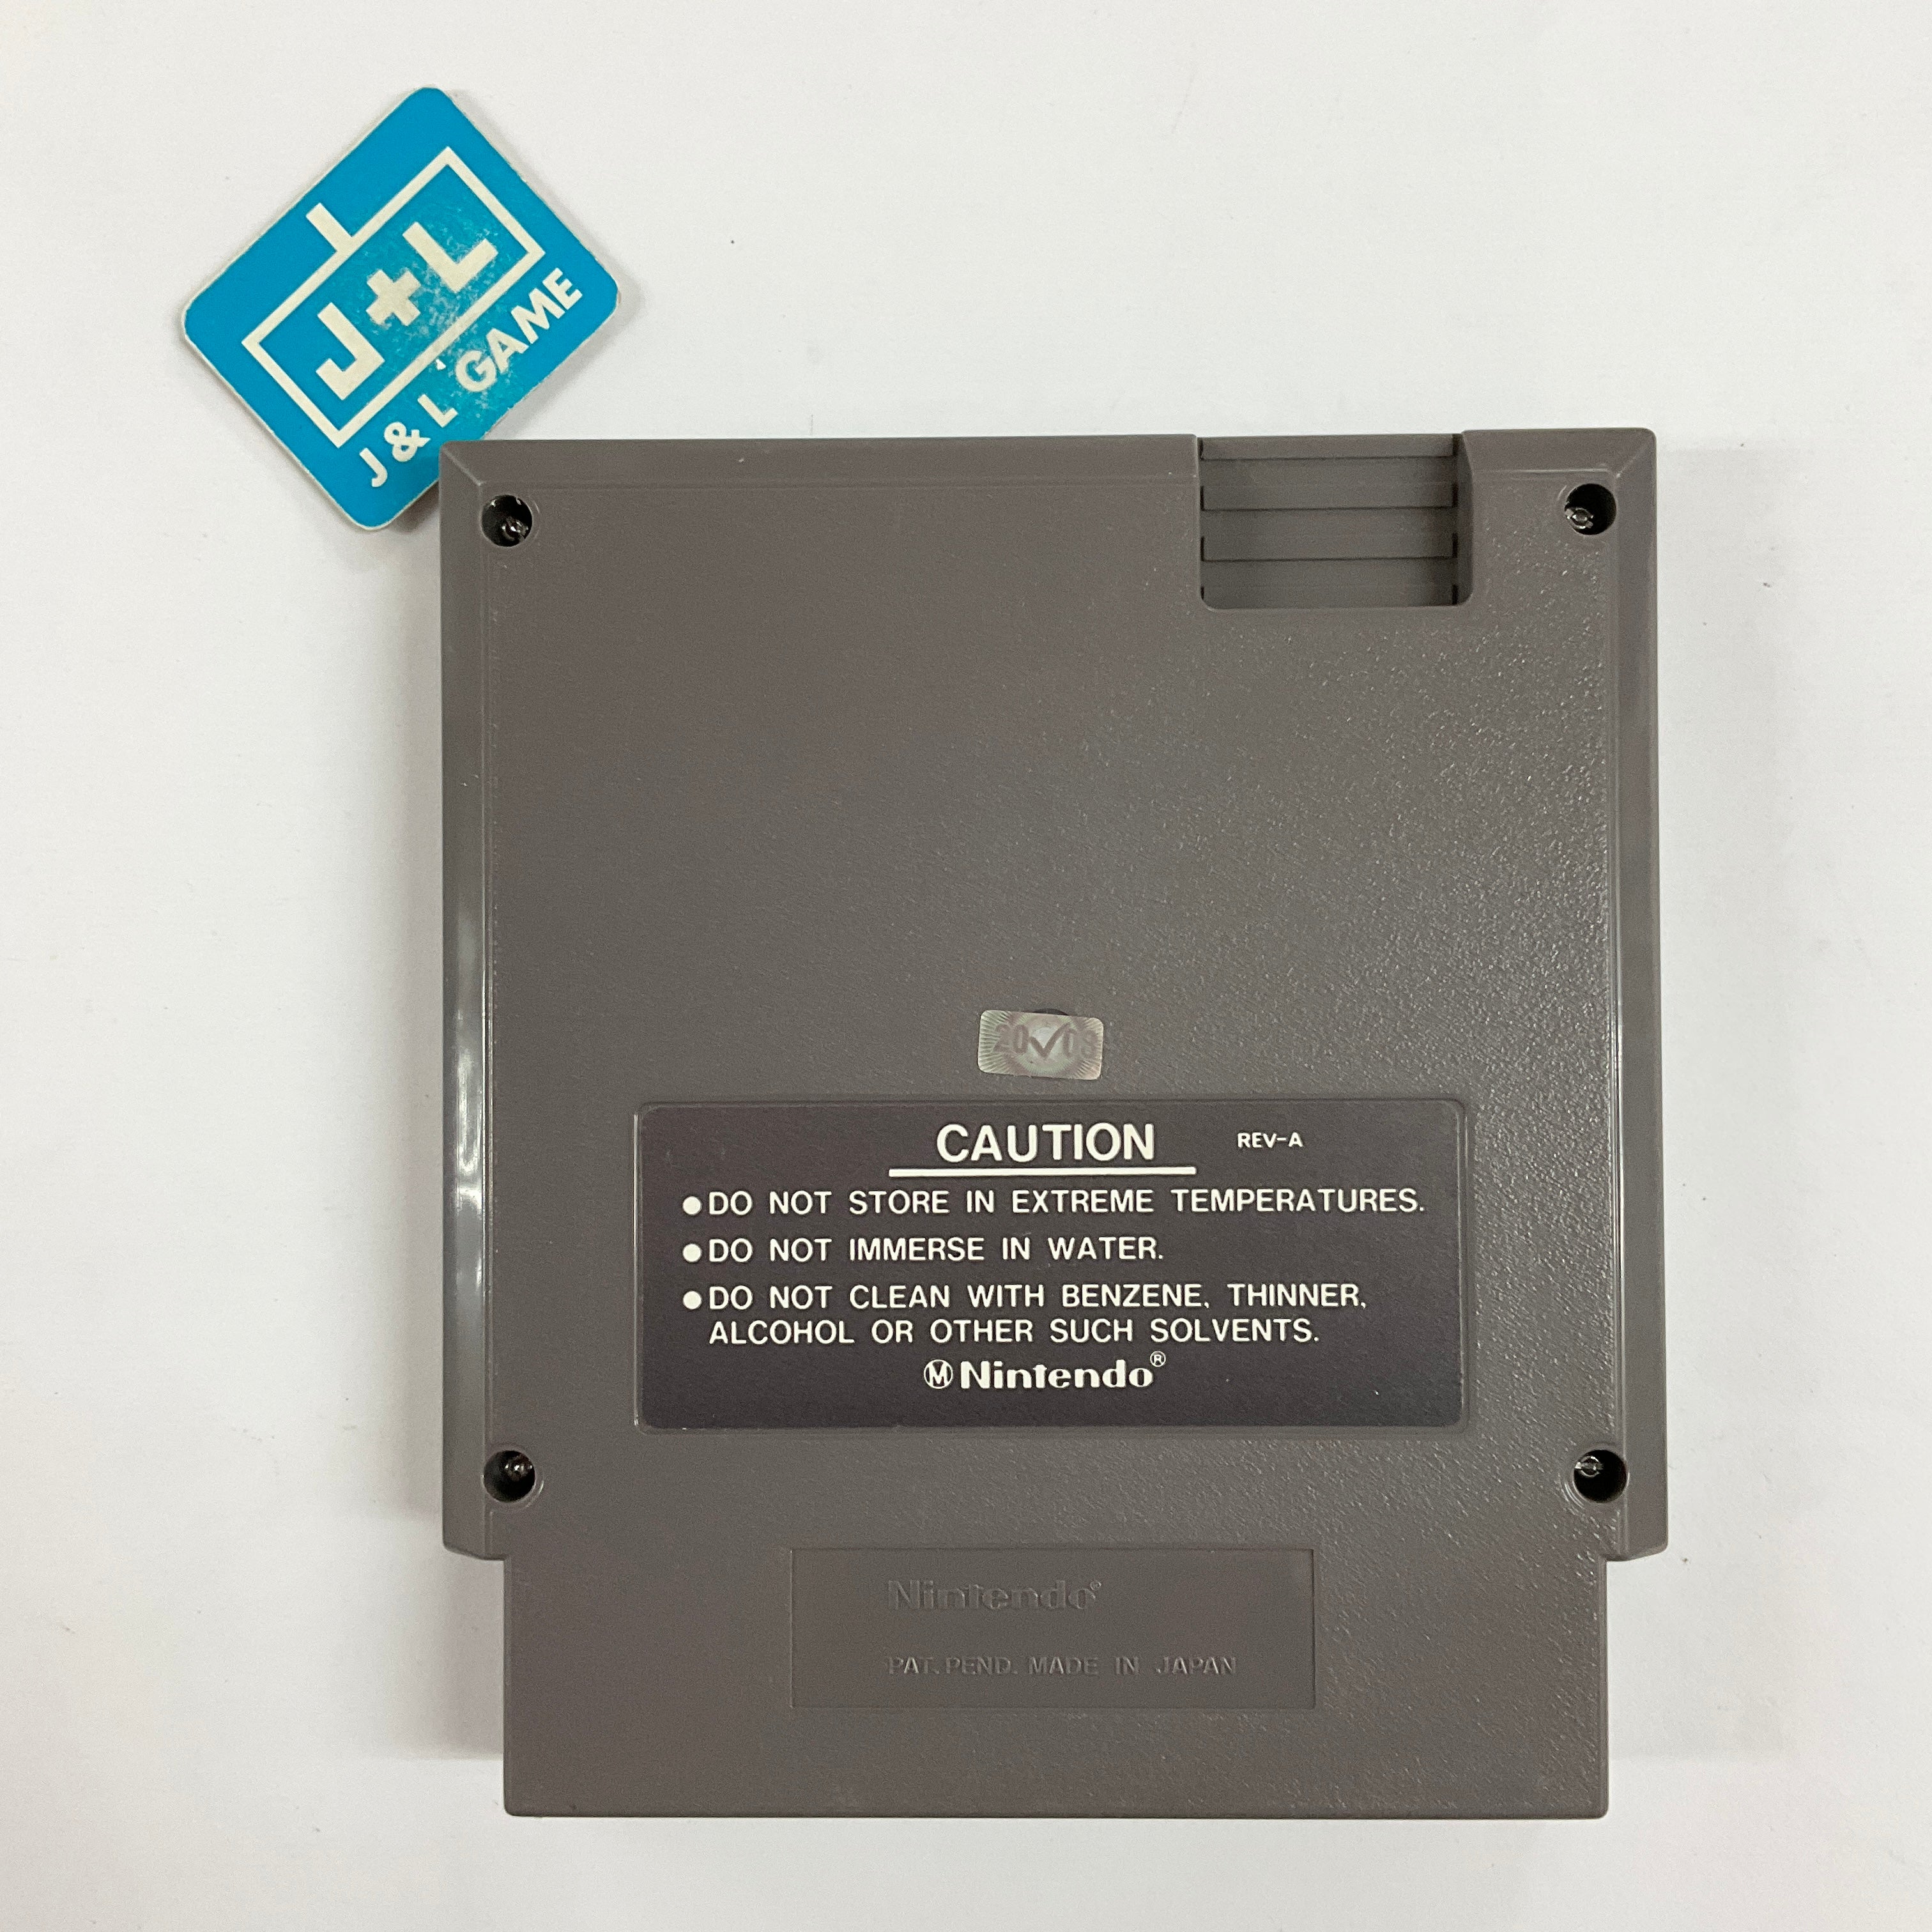 J+L
J & L GAME
20✓08
CAUTION REV-A
●DO NOT STORE IN EXTREME TEMPERATURES.
●DO NOT IMMERSE IN WATER.
●DO NOT CLEAN WITH BENZENE, THINNER,
ALCOHOL OR OTHER SUCH SOLVENTS.
Ⓜ Nintendo®
Nintendo®
PAT. PEND. MADE IN JAPAN